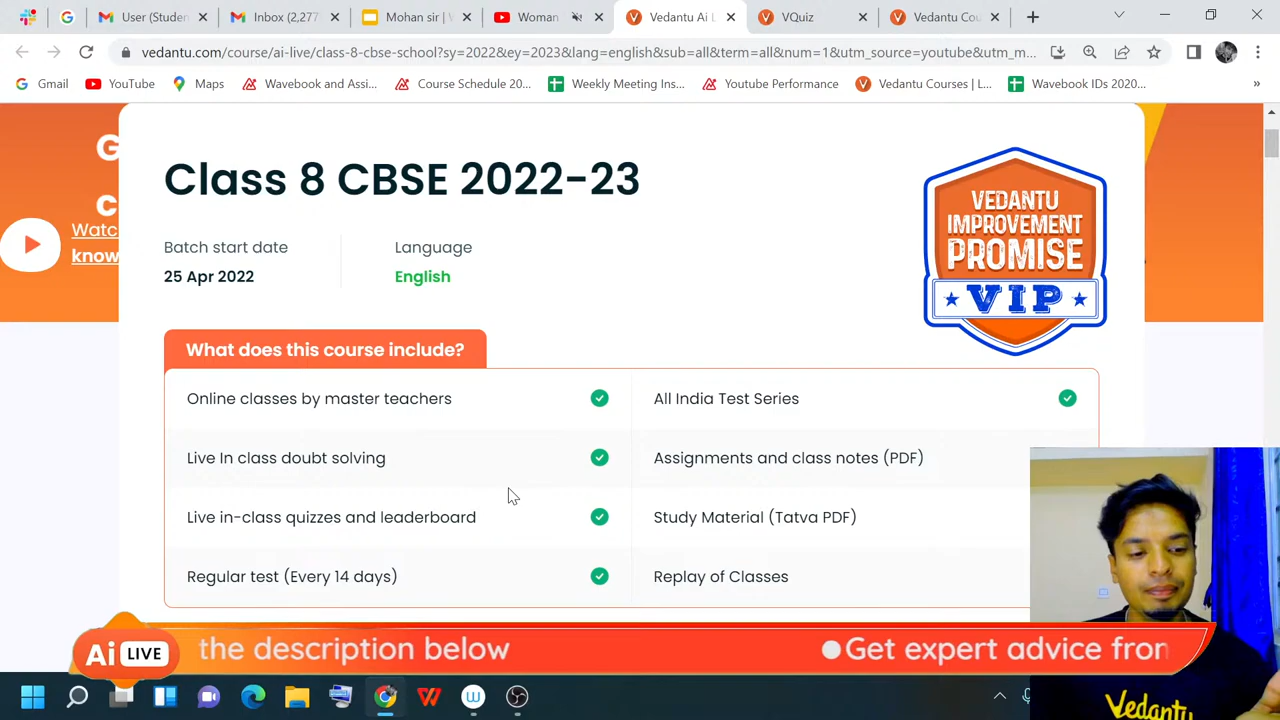 User (Studen
Inbox (2,277
Mohan sir | V
Woman
Vedantu Ai L
VQuiz
Vedantu Cou
vedantu.com/course/ai-live/class-8-cbse-school?sy=2022&ey=2023&lang=english&sub=all&term=all&num=1&utm_source=youtube&utm_m...
Gmail
YouTube
Maps
Wavebook and Assi...
Course Schedule 20...
Weekly Meeting Ins...
Youtube Performance
Vedantu Courses | L...
Wavebook IDs 2020...
»
G
C
Watc
know
Class 8 CBSE 2022-23
Batch start date
25 Apr 2022
Language
English
VEDANTU
IMPROVEMENT
PROMISE
VIP
What does this course include?
Online classes by master teachers
All India Test Series
Live In class doubt solving
Assignments and class notes (PDF)
Live in-class quizzes and leaderboard
Study Material (Tatva PDF)
Regular test (Every 14 days)
Replay of Classes
Ai LIVE
the description below
●Get expert advice from
Vedantu